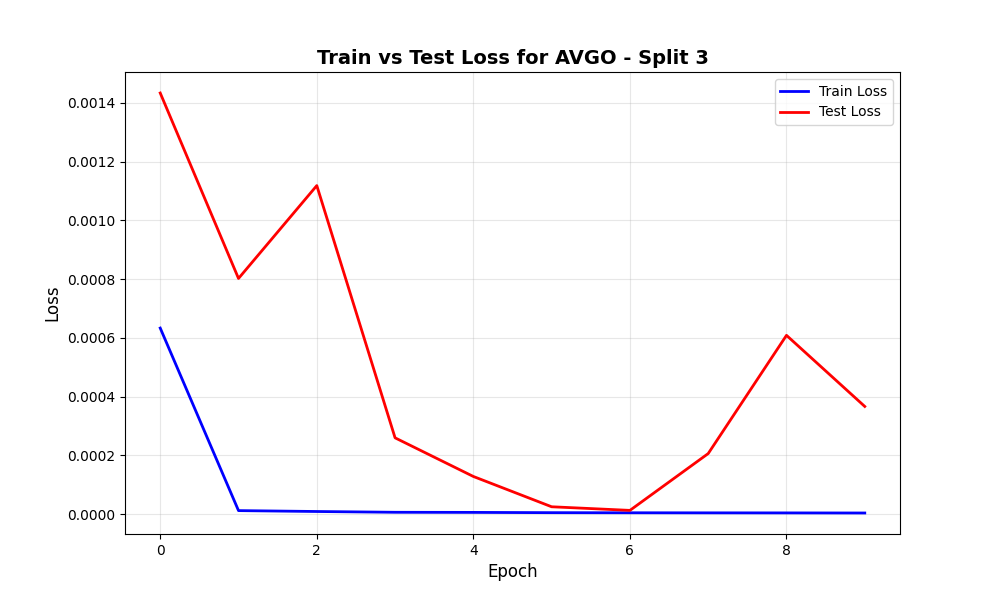 Train vs Test Loss for AVGO - Split 3
Train Loss
Test Loss
Loss
0.0014
0.0012
0.0010
0.0008
0.0006
0.0004
0.0002
0.0000
0 2 4 6 8
Epoch